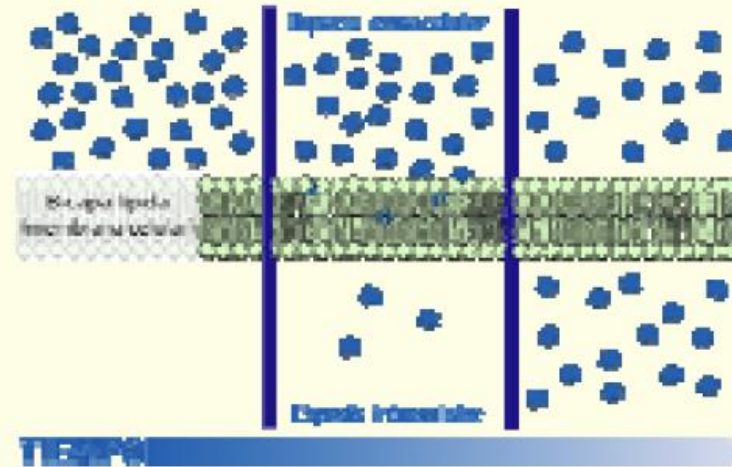 Espacio extracelular
Bicapa lipídica
(membrana celular)
Espacio intracelular
TIEMPO